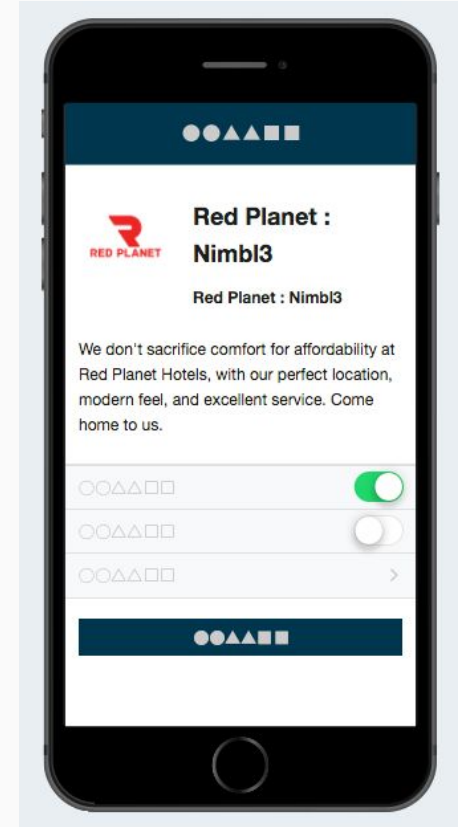 ●●▲▲■■
RED PLANET
Red Planet :
Nimbl3
Red Planet : Nimbl3
We don't sacrifice comfort for affordability at
Red Planet Hotels, with our perfect location,
modern feel, and excellent service. Come
home to us.
○○△△□□
○○△△□□
○○△△□□
●●▲▲■■